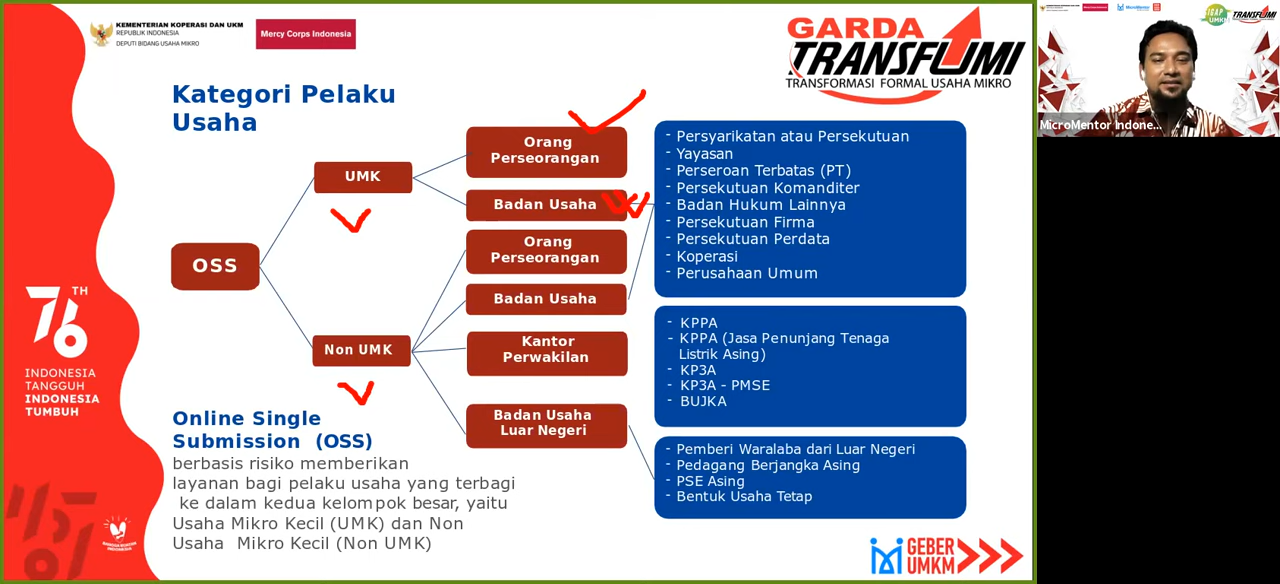 KEMENTERIAN KOPERASI DAN UKM
REPUBLIK INDONESIA
DEPUTI BIDANG USAHA MIKRO
Mercy Corps Indonesia
GARDA
TRANSFUMI
TRANSFORMASI FORMAL USAHA MIKRO
Kategori Pelaku
Usaha
OSS
UMK
Non UMK
Orang
Perseorangan
Badan Usaha
Orang
Perseorangan
Badan Usaha
Kantor
Perwakilan
Badan Usaha
Luar Negeri
- Persyarikatan atau Persekutuan
- Yayasan
- Perseroan Terbatas (PT)
- Persekutuan Komanditer
- Badan Hukum Lainnya
- Persekutuan Firma
- Persekutuan Perdata
- Koperasi
- Perusahaan Umum
- KPPA
- KPPA (Jasa Penunjang Tenaga
Listrik Asing)
- KP3A
- KP3A - PMSE
- BUJKA
- Pemberi Waralaba dari Luar Negeri
- Pedagang Berjangka Asing
- PSE Asing
- Bentuk Usaha Tetap
Online Single
Submission (OSS)
berbasis risiko memberikan
layanan bagi pelaku usaha yang terbagi
ke dalam kedua kelompok besar, yaitu
Usaha Mikro Kecil (UMK) dan Non
Usaha Mikro Kecil (Non UMK)
76TH
INDONESIA
TANGGUH
INDONESIA
TUMBUH
GEBER
UMKM
MicroMentor
SIAP
UMKM
TRANSFUMI
MicroMentor Indone...